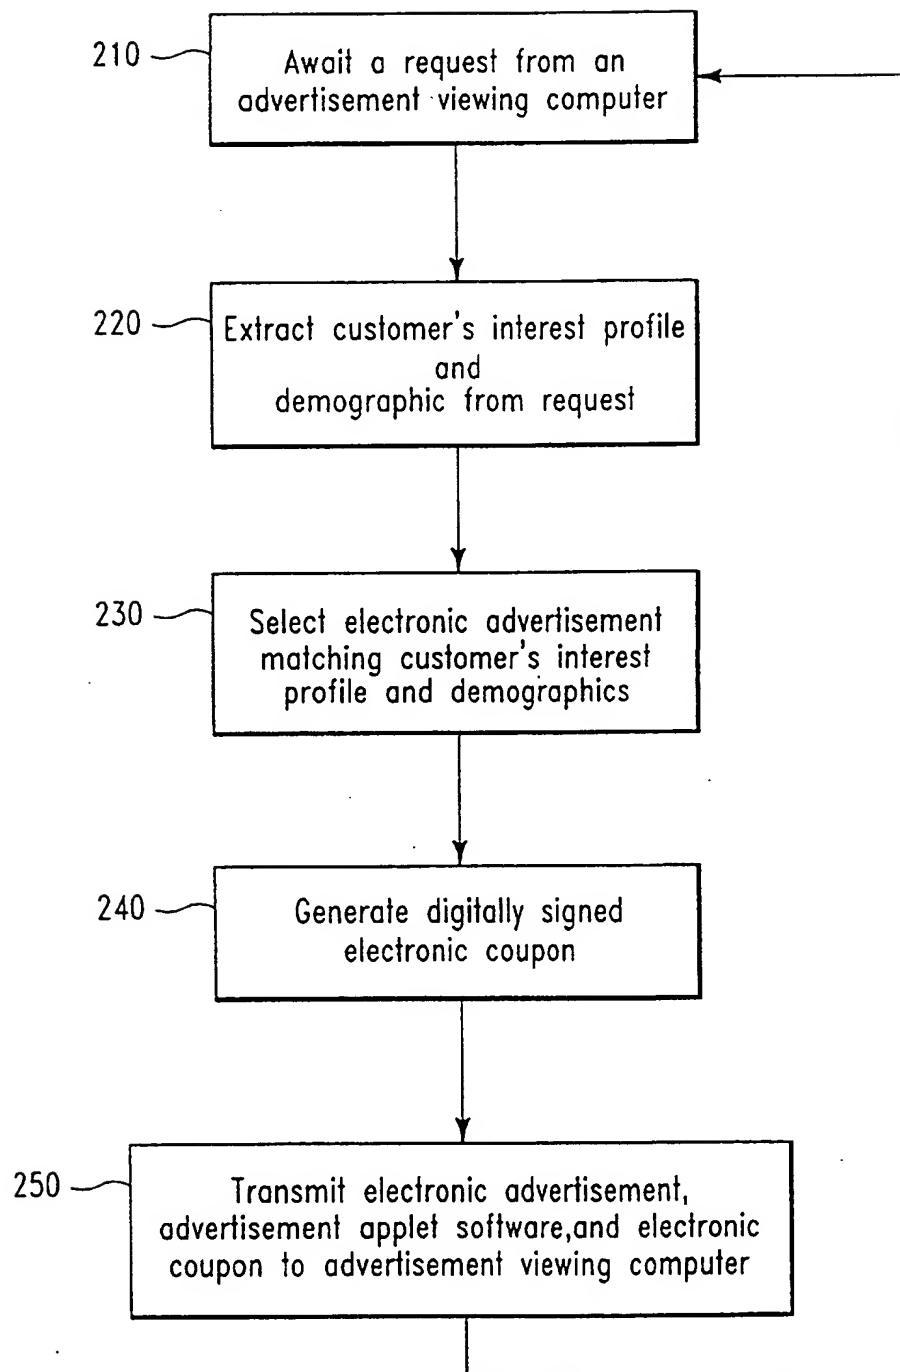 210
Await a request from an
advertisement viewing computer
220
Extract customer's interest profile
and
demographic from request
230
Select electronic advertisement
matching customer's interest
profile and demographics
240
Generate digitally signed
electronic coupon
250
Transmit electronic advertisement,
advertisement applet software,and electronic
coupon to advertisement viewing computer